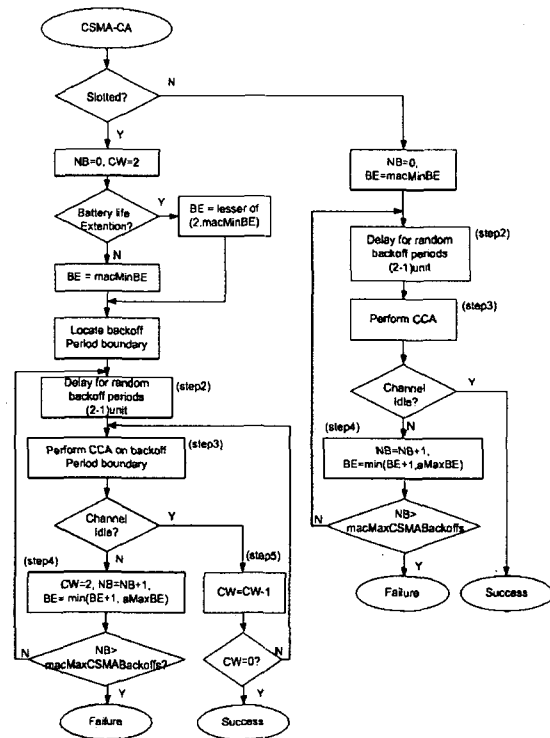 CSMA-CA
Slotted?
N
Y
NB=0, CW=2
Battery life
Extention?
Y
BE = lesser of
(2,macMinBE)
N
BE = macMinBE
Locate backoff
Period boundary
Delay for random
backoff periods
(2-1)unit
(step2)
Perform CCA on backoff
Period boundary
(step3)
Channel
Idle?
Y
N
(step4)
CW=2, NB=NB+1,
BE= min(BE+1, aMaxBE)
(step5)
CW=CW-1
N
NB>
macMaxCSMABackoffs?
Y
Failure
CW=0?
N
Y
Success
NB=0,
BE=macMinBE
(step2)
Delay for random
backoff periods
(2-1)unit
(step3)
Perform CCA
Channel
Idle?
Y
N
(step4)
NB=NB+1,
BE=min(BE+1,aMaxBE)
NB>
macMaxCSMABackoffs
N
Y
Failure
Success